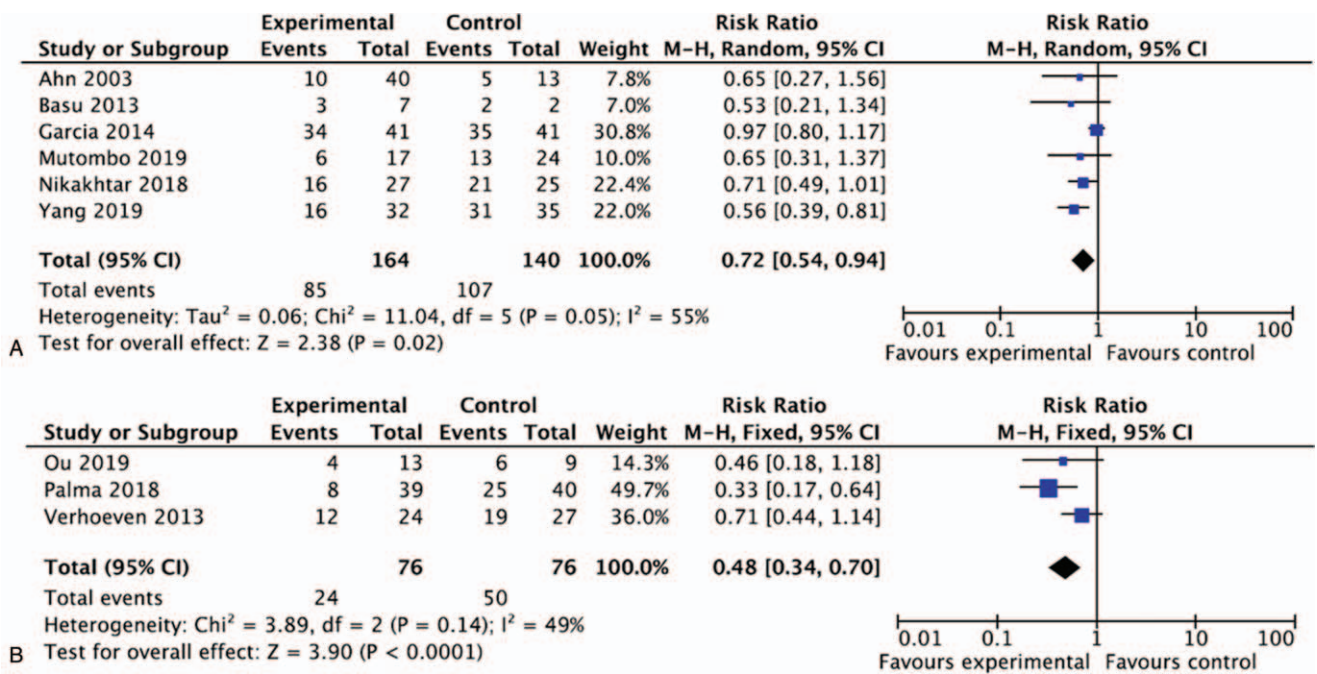 Experimental Control Risk Ratio Risk Ratio
Study or Subgroup Events Total Events Total Weight M-H, Random, 95% CI M-H, Random, 95% CI
Ahn 2003 10 40 5 13 7.8% 0.65 [0.27, 1.56]
Basu 2013 3 7 2 2 7.0% 0.53 [0.21, 1.34]
Garcia 2014 34 41 35 41 30.8% 0.97 [0.80, 1.17]
Mutombo 2019 6 17 13 24 10.0% 0.65 [0.31, 1.37]
Nikakhtar 2018 16 27 21 25 22.4% 0.71 [0.49, 1.01]
Yang 2019 16 32 31 35 22.0% 0.56 [0.39, 0.81]
Total (95% CI) 164 140 100.0% 0.72 [0.54, 0.94]
Total events 85 107
Heterogeneity: Tau² = 0.06; Chi² = 11.04, df = 5 (P = 0.05); I² = 55%
0.01 0.1 1 10 100
A Test for overall effect: Z = 2.38 (P = 0.02)
Favours experimental Favours control
Experimental Control Risk Ratio Risk Ratio
Study or Subgroup Events Total Events Total Weight M-H, Fixed, 95% CI M-H, Fixed, 95% CI
Ou 2019 4 13 6 9 14.3% 0.46 [0.18, 1.18]
Palma 2018 8 39 25 40 49.7% 0.33 [0.17, 0.64]
Verhoeven 2013 12 24 19 27 36.0% 0.71 [0.44, 1.14]
Total (95% CI) 76 76 100.0% 0.48 [0.34, 0.70]
Total events 24 50
Heterogeneity: Chi² = 3.89, df = 2 (P = 0.14); I² = 49%
0.01 0.1 1 10 100
B Test for overall effect: Z = 3.90 (P < 0.0001)
Favours experimental Favours control